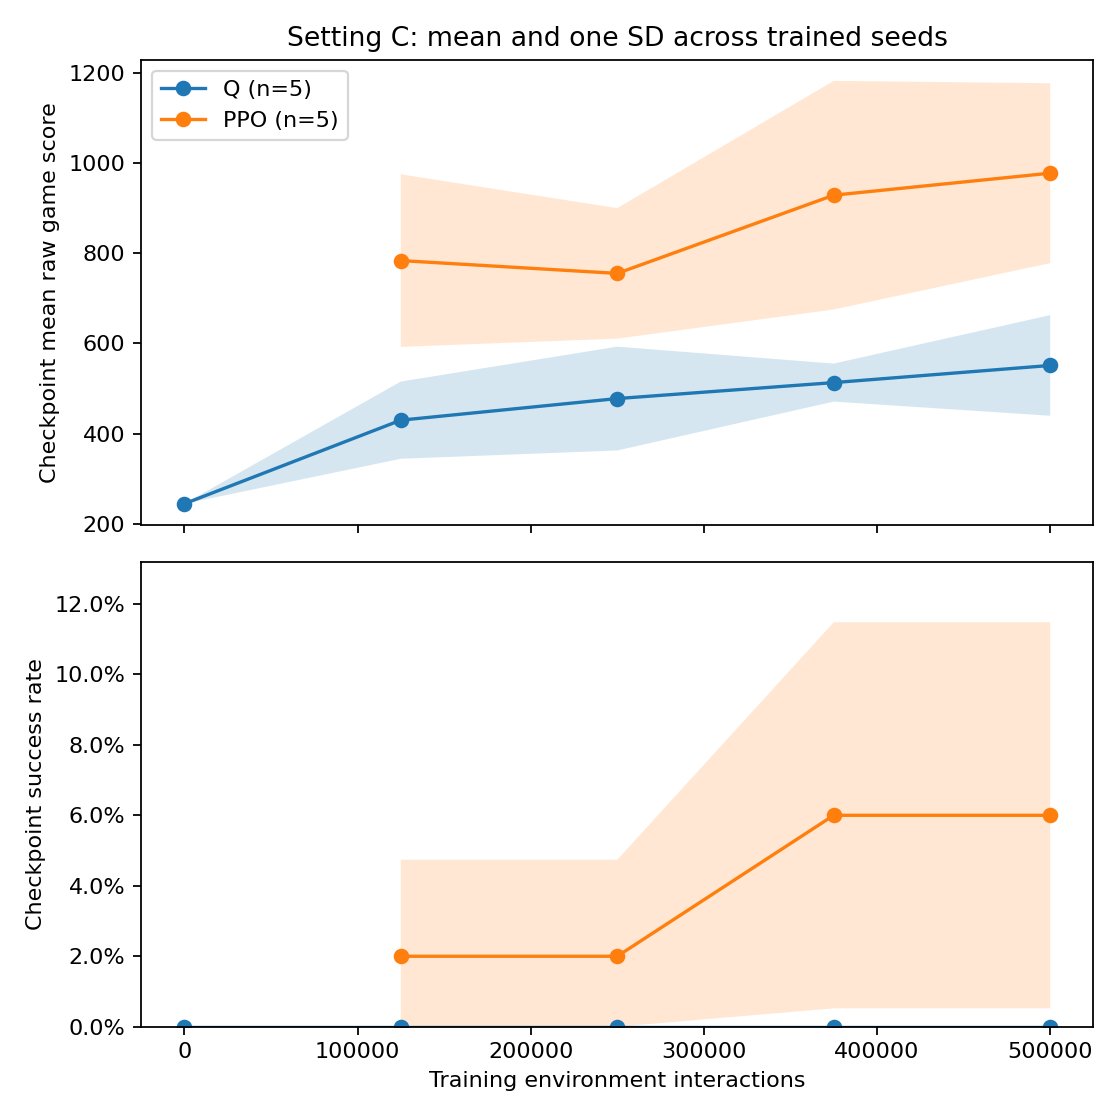 Setting C: mean and one SD across trained seeds
Checkpoint mean raw game score
1200
1000
800
600
400
200
Q (n=5)
PPO (n=5)
Checkpoint success rate
12.0%
10.0%
8.0%
6.0%
4.0%
2.0%
0.0%
0 100000 200000 300000 400000 500000
Training environment interactions